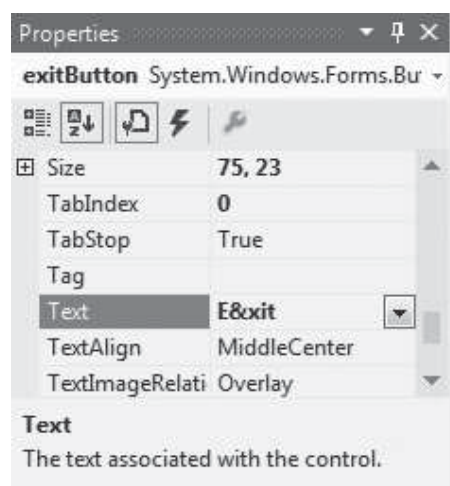 Properties
exitButton System.Windows.Forms.But
Size 75, 23
TabIndex 0
TabStop True
Tag
Text E&xit
TextAlign MiddleCenter
TextImageRelati Overlay
Text
The text associated with the control.